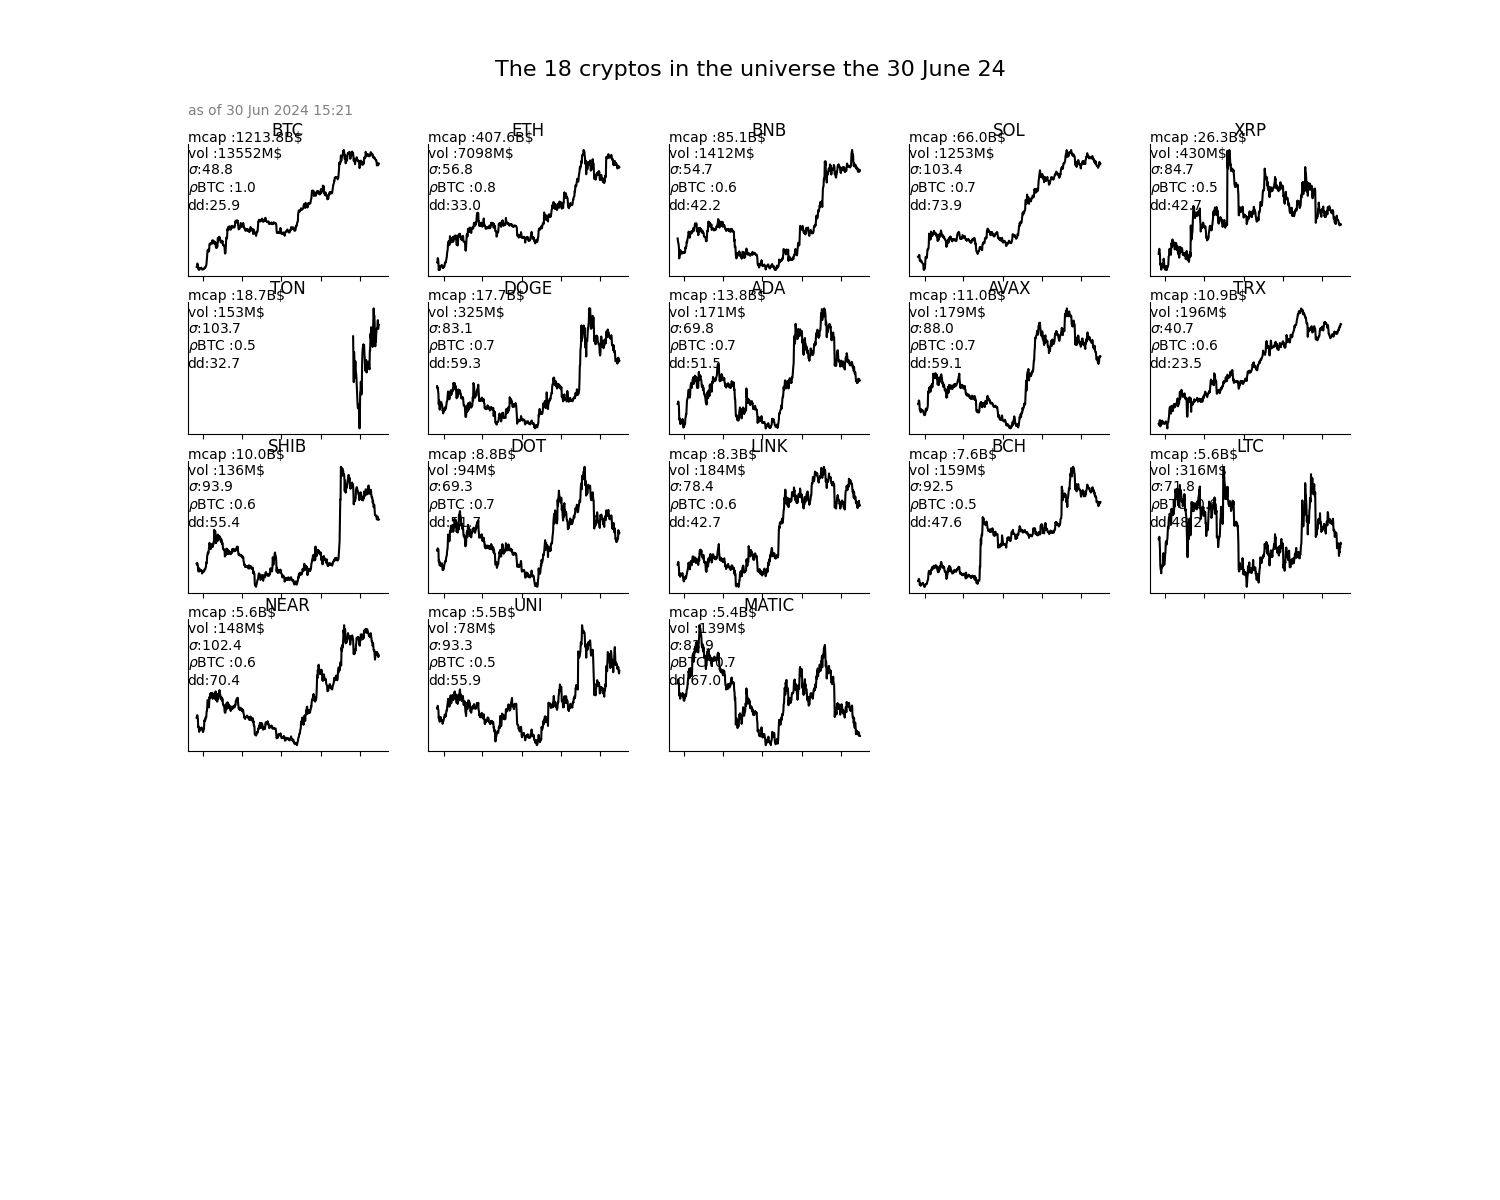 The 18 cryptos in the universe the 30 June 24
as of 30 Jun 2024 15:21
BTC
mcap :1213.8B$
vol :13552M$
σ:48.8
ρBTC :1.0
dd:25.9
ETH
mcap :407.6B$
vol :7098M$
σ:56.8
ρBTC :0.8
dd:33.0
BNB
mcap :85.1B$
vol :1412M$
σ:54.7
ρBTC :0.6
dd:42.2
SOL
mcap :66.0B$
vol :1253M$
σ:103.4
ρBTC :0.7
dd:73.9
XRP
mcap :26.3B$
vol :430M$
σ:84.7
ρBTC :0.5
dd:42.7
TON
mcap :18.7B$
vol :153M$
σ:103.7
ρBTC :0.5
dd:32.7
DOGE
mcap :17.7B$
vol :325M$
σ:83.1
ρBTC :0.7
dd:59.3
ADA
mcap :13.8B$
vol :171M$
σ:69.8
ρBTC :0.7
dd:51.5
AVAX
mcap :11.0B$
vol :179M$
σ:88.0
ρBTC :0.7
dd:59.1
TRX
mcap :10.9B$
vol :196M$
σ:40.7
ρBTC :0.6
dd:23.5
SHIB
mcap :10.0B$
vol :136M$
σ:93.9
ρBTC :0.6
dd:55.4
DOT
mcap :8.8B$
vol :94M$
σ:69.3
ρBTC :0.7
LINK
mcap :8.3B$
vol :184M$
σ:78.4
ρBTC :0.6
dd:42.7
BCH
mcap :7.6B$
vol :159M$
σ:92.5
ρBTC :0.5
dd:47.6
LTC
mcap :5.6B$
vol :316M$
σ:71.8
ρBTC
dd:48.2
NEAR
mcap :5.6B$
vol :148M$
σ:102.4
ρBTC :0.6
dd:70.4
UNI
mcap :5.5B$
vol :78M$
σ:93.3
ρBTC :0.5
dd:55.9
MATIC
mcap :5.4B$
vol :139M$
ρBTC :0.7
dd:67.0